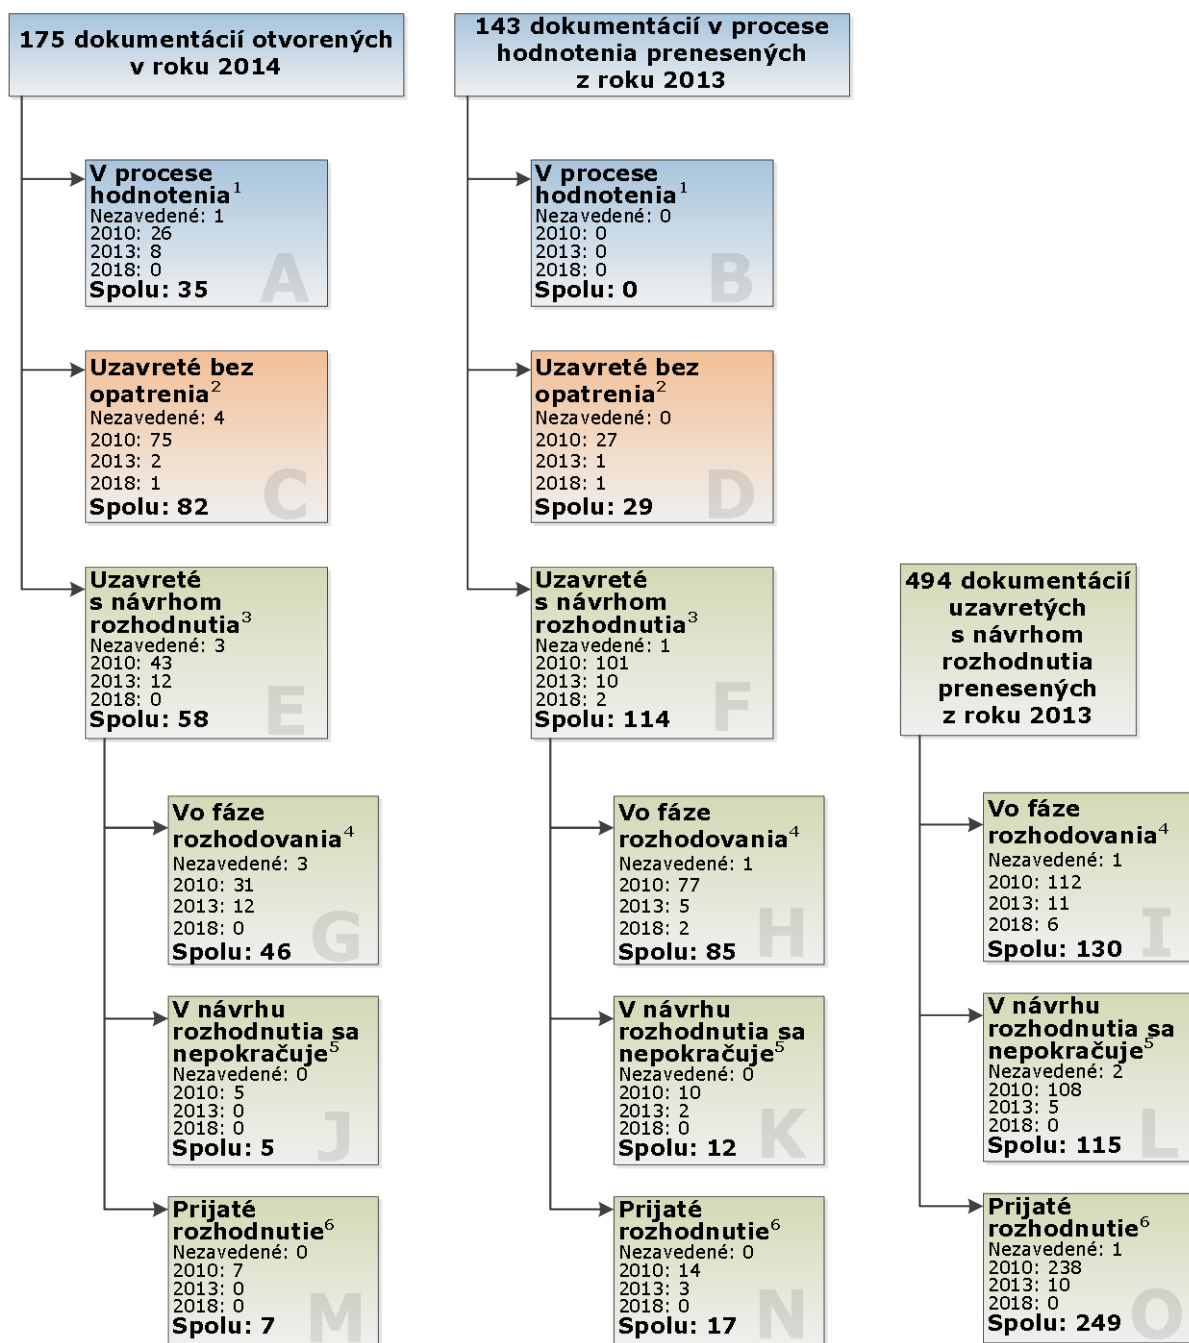 175 dokumentácií otvorených
v roku 2014
V procese
hodnotenia1
Nezavedené: 1
2010: 26
2013: 8
2018: 0
Spolu: 35
A
Uzavreté bez
opatrenia2
Nezavedené: 4
2010: 75
2013: 2
2018: 1
Spolu: 82
C
Uzavreté
s návrhom
rozhodnutia3
Nezavedené: 3
2010: 43
2013: 12
2018: 0
Spolu: 58
E
Vo fáze
rozhodovania4
Nezavedené: 3
2010: 31
2013: 12
2018: 0
Spolu: 46
G
V návrhu
rozhodnutia sa
nepokračuje5
Nezavedené: 0
2010: 5
2013: 0
2018: 0
Spolu: 5
J
Prijaté
rozhodnutie6
Nezavedené: 0
2010: 7
2013: 0
2018: 0
Spolu: 7
M
143 dokumentácií v procese
hodnotenia prenesených
z roku 2013
V procese
hodnotenia1
Nezavedené: 0
2010: 0
2013: 0
2018: 0
Spolu: 0
B
Uzavreté bez
opatrenia2
Nezavedené: 0
2010: 27
2013: 1
2018: 1
Spolu: 29
D
Uzavreté
s návrhom
rozhodnutia3
Nezavedené: 1
2010: 101
2013: 10
2018: 2
Spolu: 114
F
Vo fáze
rozhodovania4
Nezavedené: 1
2010: 77
2013: 5
2018: 2
Spolu: 85
H
V návrhu
rozhodnutia sa
nepokračuje5
Nezavedené: 0
2010: 10
2013: 2
2018: 0
Spolu: 12
K
Prijaté
rozhodnutie6
Nezavedené: 0
2010: 14
2013: 3
2018: 0
Spolu: 17
N
494 dokumentácií
uzavretých
s návrhom
rozhodnutia
prenesených
z roku 2013
Vo fáze
rozhodovania4
Nezavedené: 1
2010: 112
2013: 11
2018: 6
Spolu: 130
I
V návrhu
rozhodnutia sa
nepokračuje5
Nezavedené: 2
2010: 108
2013: 5
2018: 0
Spolu: 115
L
Prijaté
rozhodnutie6
Nezavedené: 1
2010: 238
2013: 10
2018: 0
Spolu: 249
O